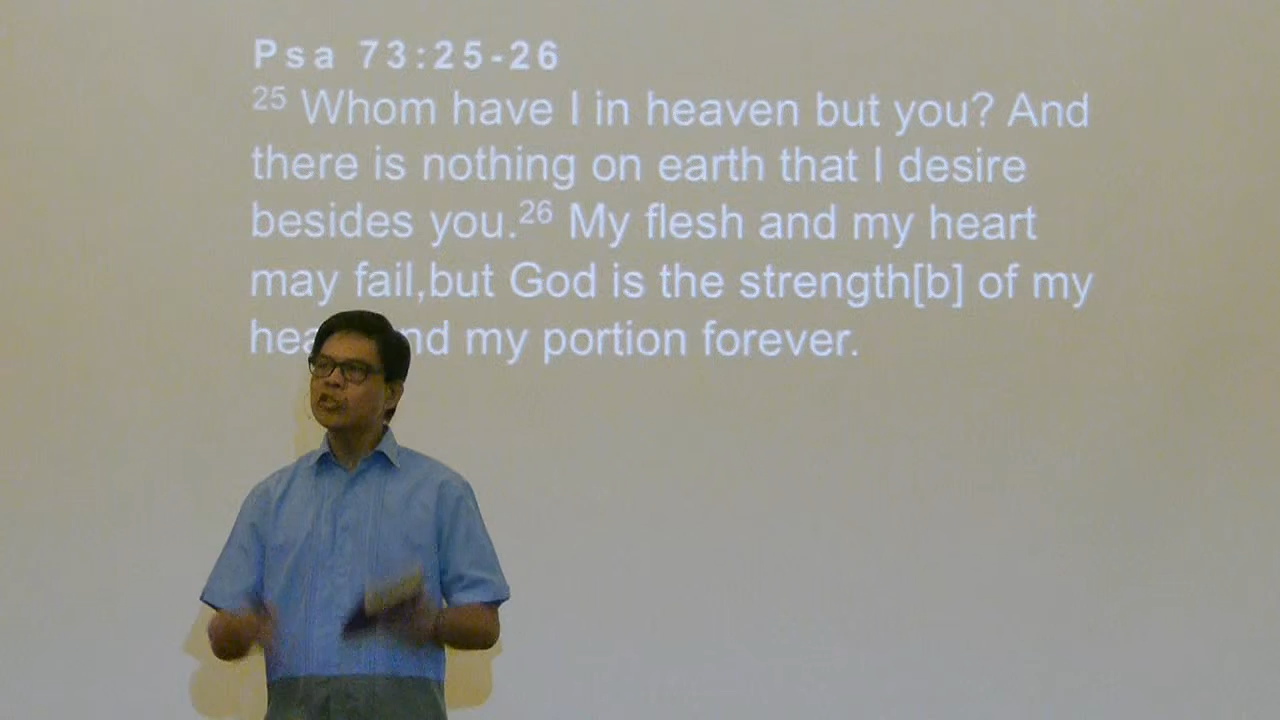 Psa 73:25-26
25 Whom have I in heaven but you? And
there is nothing on earth that I desire
besides you.26 My flesh and my heart
may fail,but God is the strength[b] of my
my portion forever.